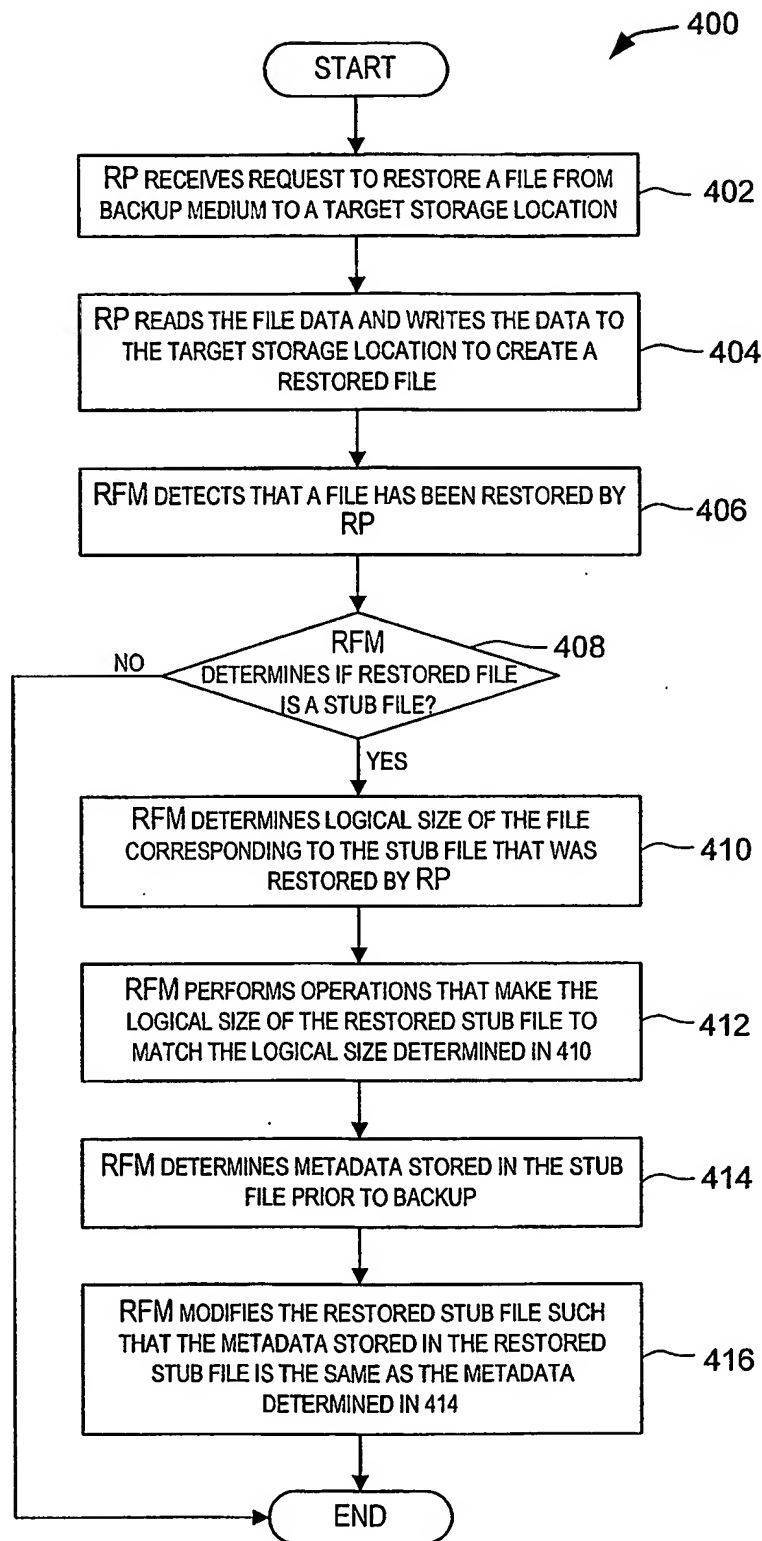 400
START
RP RECEIVES REQUEST TO RESTORE A FILE FROM
BACKUP MEDIUM TO A TARGET STORAGE LOCATION
402
RP READS THE FILE DATA AND WRITES THE DATA TO
THE TARGET STORAGE LOCATION TO CREATE A
RESTORED FILE
404
RFM DETECTS THAT A FILE HAS BEEN RESTORED BY
RP
406
RFM
DETERMINES IF RESTORED FILE
IS A STUB FILE?
408
NO
YES
RFM DETERMINES LOGICAL SIZE OF THE FILE
CORRESPONDING TO THE STUB FILE THAT WAS
RESTORED BY RP
410
RFM PERFORMS OPERATIONS THAT MAKE THE
LOGICAL SIZE OF THE RESTORED STUB FILE TO
MATCH THE LOGICAL SIZE DETERMINED IN 410
412
RFM DETERMINES METADATA STORED IN THE STUB
FILE PRIOR TO BACKUP
414
RFM MODIFIES THE RESTORED STUB FILE SUCH
THAT THE METADATA STORED IN THE RESTORED
STUB FILE IS THE SAME AS THE METADATA
DETERMINED IN 414
416
END